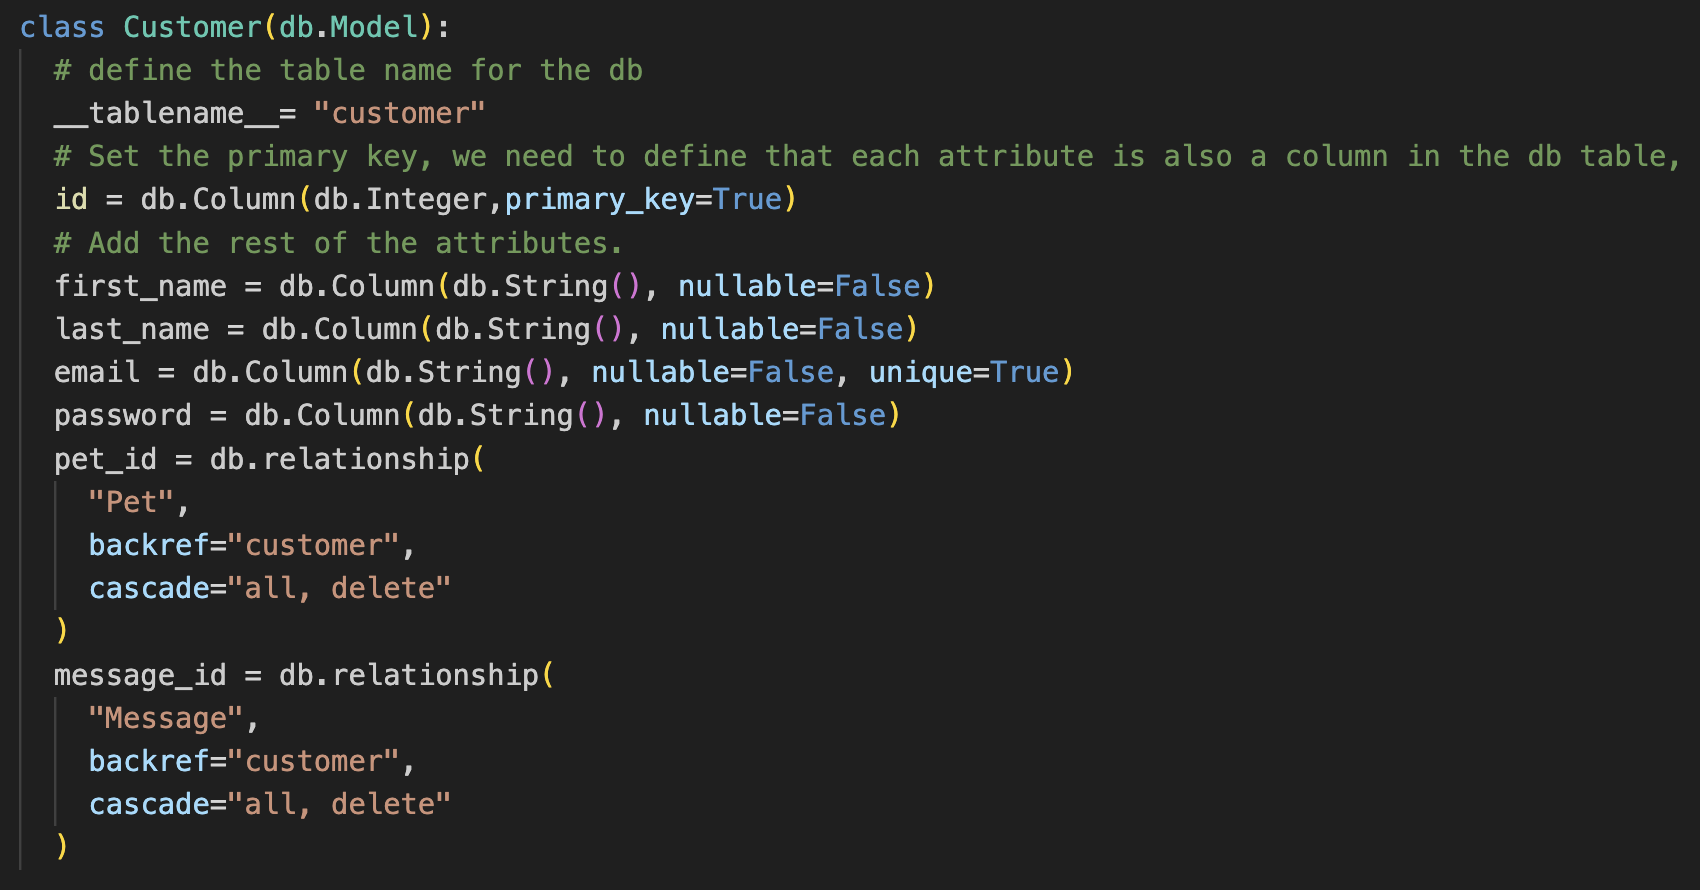 class Customer(db.Model):
# define the table name for the db
__tablename__= "customer"
# Set the primary key, we need to define that each attribute is also a column in the db table,
id = db.Column(db.Integer,primary_key=True)
# Add the rest of the attributes.
first_name = db.Column(db.String(), nullable=False)
last_name = db.Column(db.String(), nullable=False)
email = db.Column(db.String(), nullable=False, unique=True)
password = db.Column(db.String(), nullable=False)
pet_id = db.relationship(
"Pet",
backref="customer",
cascade="all, delete"
)
message_id = db.relationship(
"Message",
backref="customer",
cascade="all, delete"
)